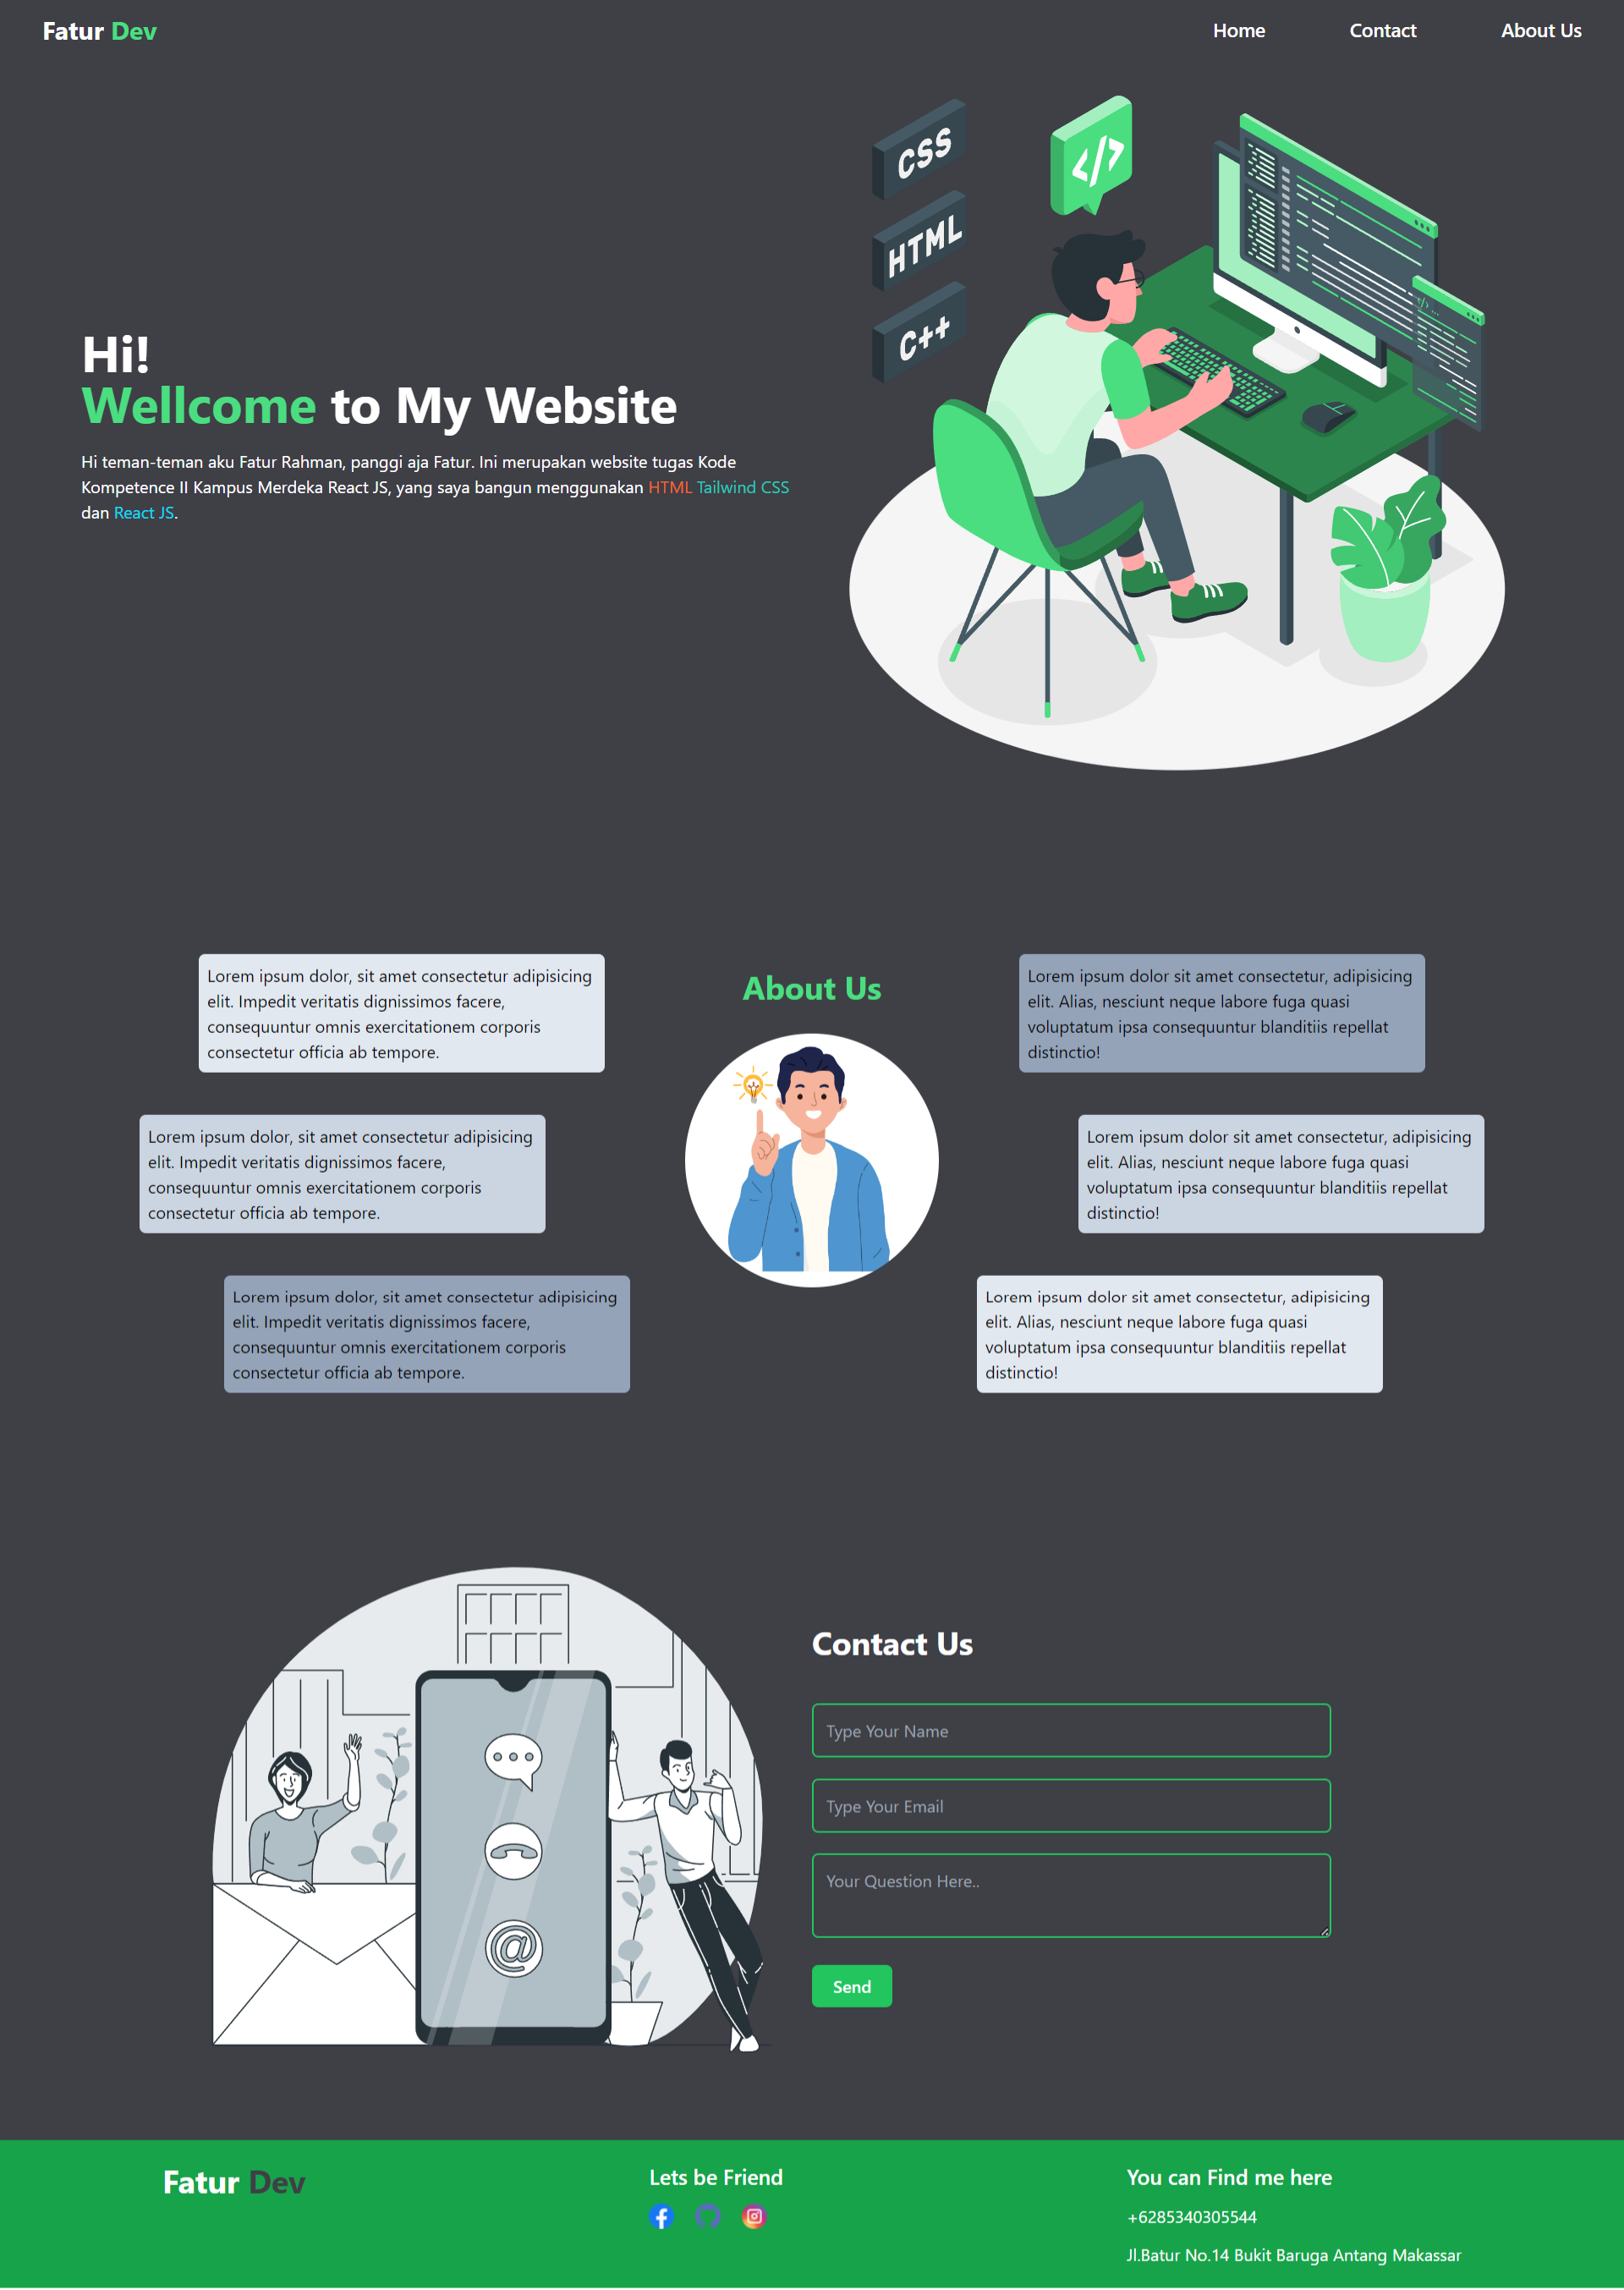 Fatur Dev
Home
Contact
About Us
CSS
HTML
C++
</>
Hi!
Wellcome to My Website
Hi teman-teman aku Fatur Rahman, panggi aja Fatur. Ini merupakan website tugas Kode
Kompetence II Kampus Merdeka React JS, yang saya bangun menggunakan HTML Tailwind CSS
dan React JS.
Lorem ipsum dolor, sit amet consectetur adipisicing
elit. Impedit veritatis dignissimos facere,
consequuntur omnis exercitationem corporis
consectetur officia ab tempore.
Lorem ipsum dolor, sit amet consectetur adipisicing
elit. Impedit veritatis dignissimos facere,
consequuntur omnis exercitationem corporis
consectetur officia ab tempore.
Lorem ipsum dolor, sit amet consectetur adipisicing
elit. Impedit veritatis dignissimos facere,
consequuntur omnis exercitationem corporis
consectetur officia ab tempore.
About Us
Lorem ipsum dolor sit amet consectetur, adipisicing
elit. Alias, nesciunt neque labore fuga quasi
voluptatum ipsa consequuntur blanditiis repellat
distinctio!
Lorem ipsum dolor sit amet consectetur, adipisicing
elit. Alias, nesciunt neque labore fuga quasi
voluptatum ipsa consequuntur blanditiis repellat
distinctio!
Lorem ipsum dolor sit amet consectetur, adipisicing
elit. Alias, nesciunt neque labore fuga quasi
voluptatum ipsa consequuntur blanditiis repellat
distinctio!
@
Contact Us
Type Your Name
Type Your Email
Your Question Here..
Send
Fatur Dev
Lets be Friend
You can Find me here
+6285340305544
Jl.Batur No.14 Bukit Baruga Antang Makassar